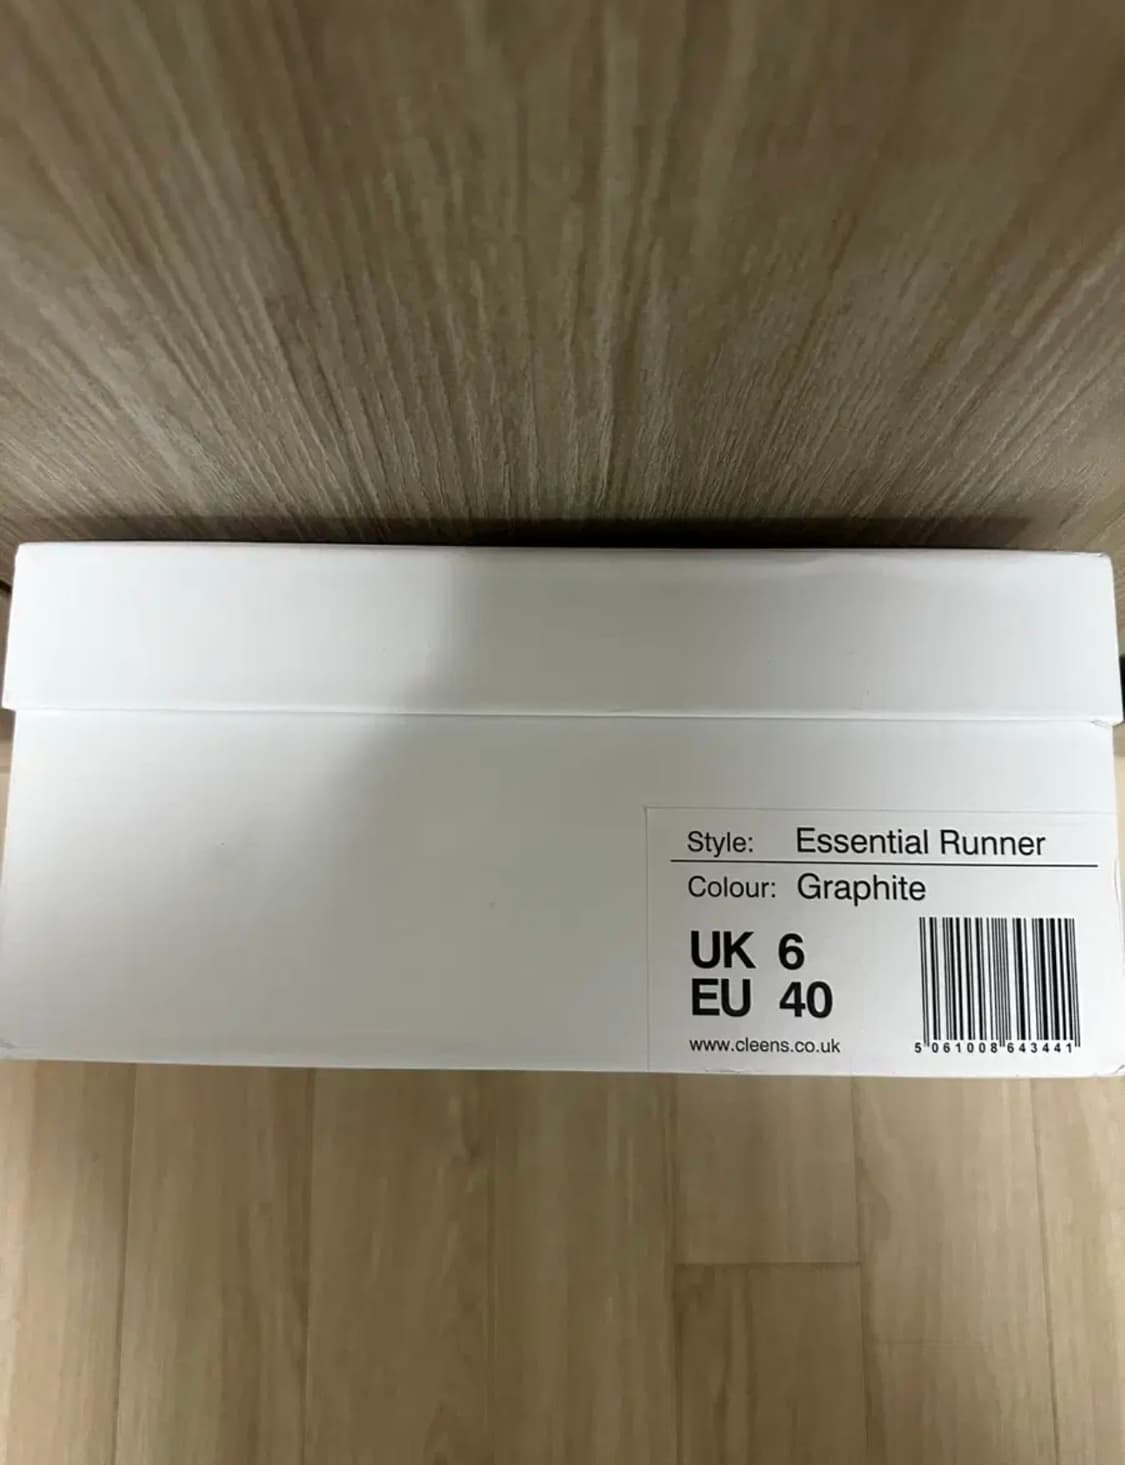 Style: Essential Runner
Colour: Graphite
UK 6
EU 40
www.cleens.co.uk
5 061008 643441